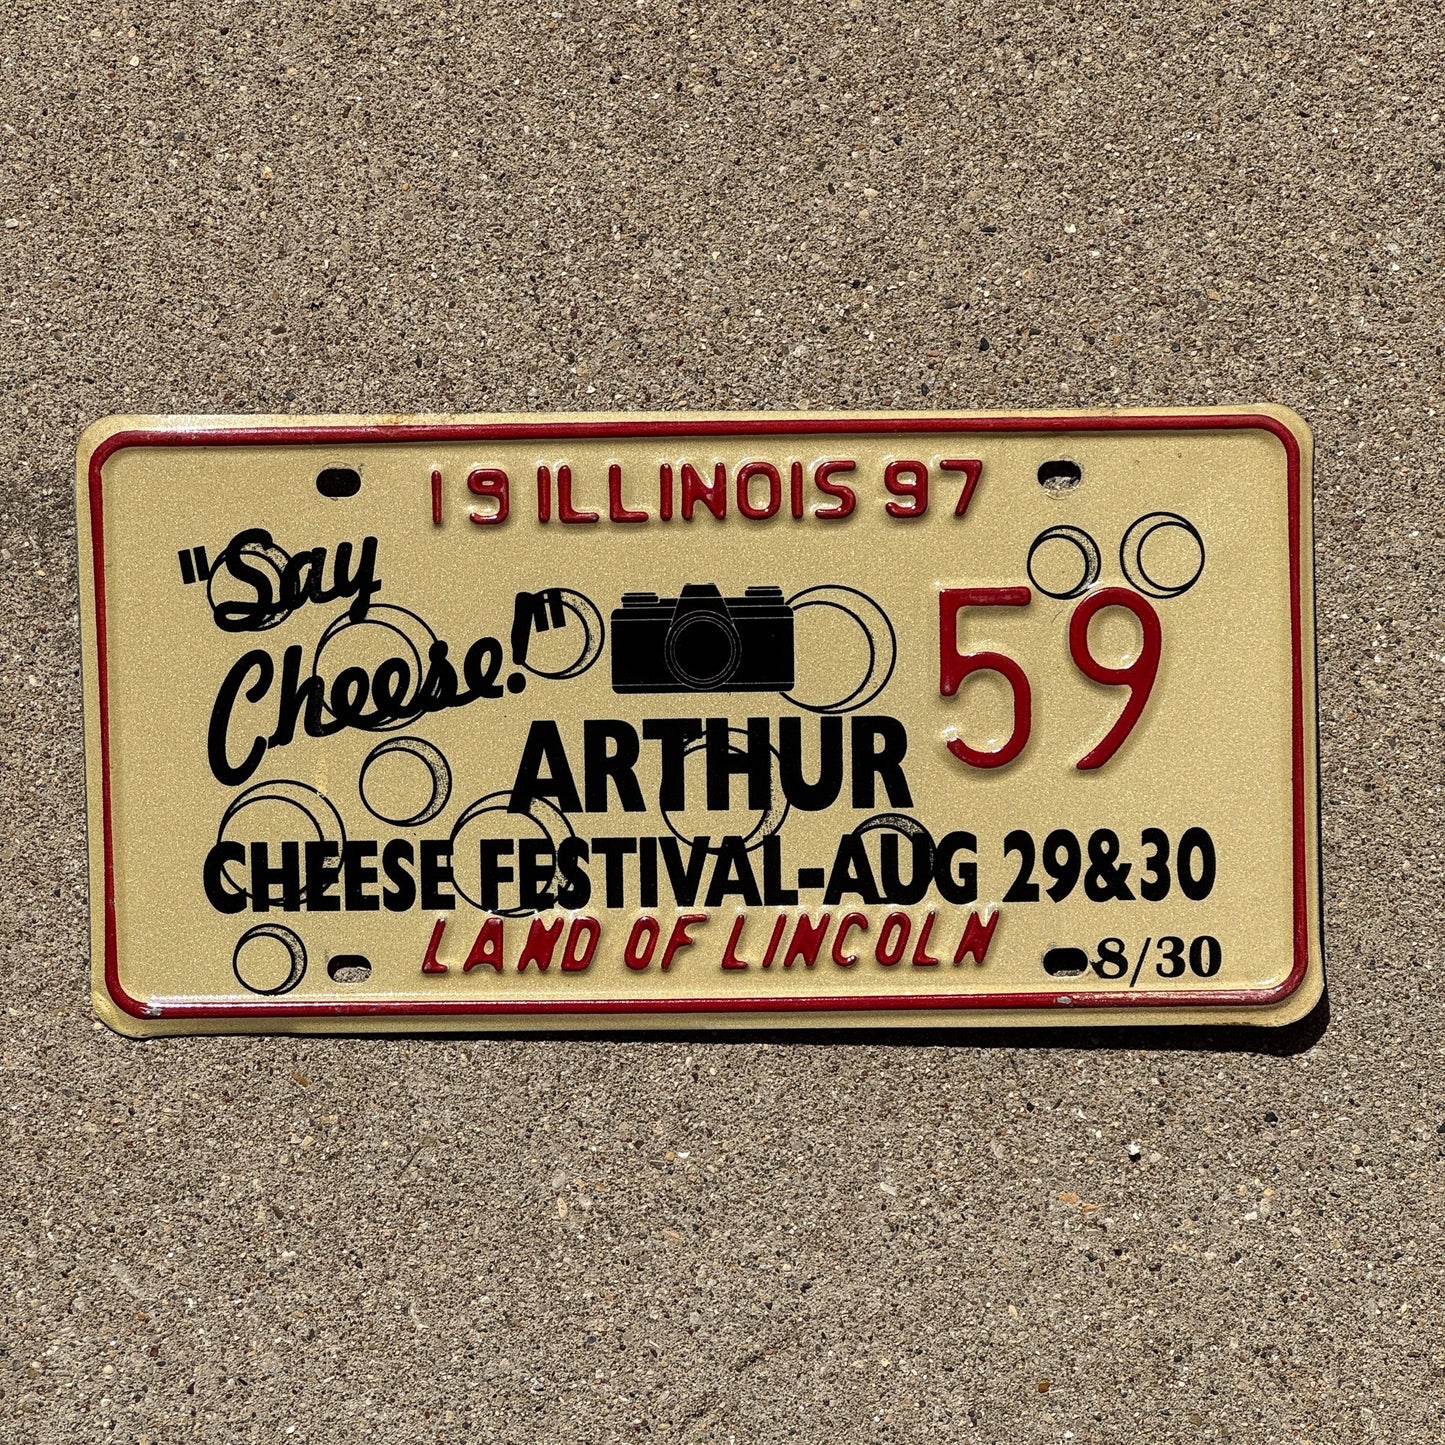 19 ILLINOIS 97
"Say
Cheese!"
59
ARTHUR
CHEESE FESTIVAL-AUG 29&30
LAND OF LINCOLN
8/30